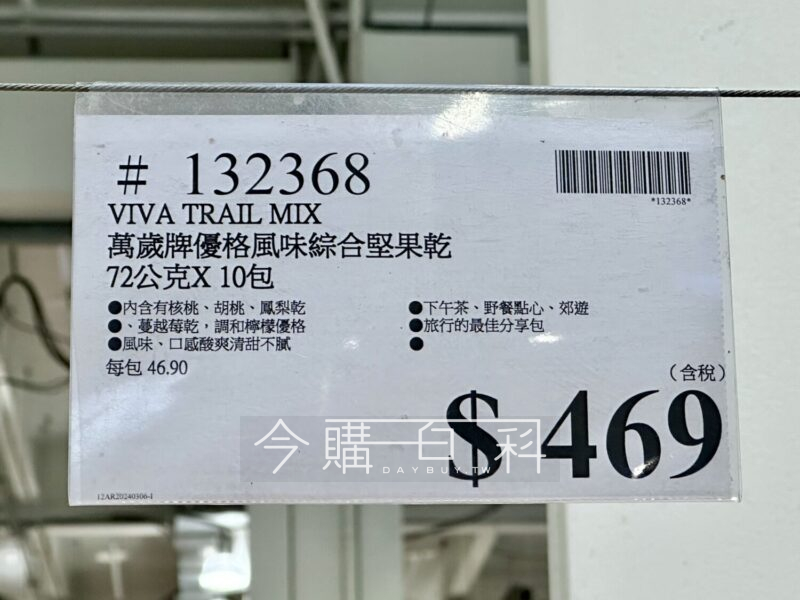 # 132368
*132368*
VIVA TRAIL MIX
萬歲牌優格風味綜合堅果乾
72公克X 10包
●內含有核桃、胡桃、鳳梨乾
●、蔓越莓乾，調和檸檬優格
●風味、口感酸爽清甜不膩
●下午茶、野餐點心、郊遊
●旅行的最佳分享包
●
每包 46.90
（含稅）
$ 469
今購百科
DAYBUY.TW
12AR20240306-1